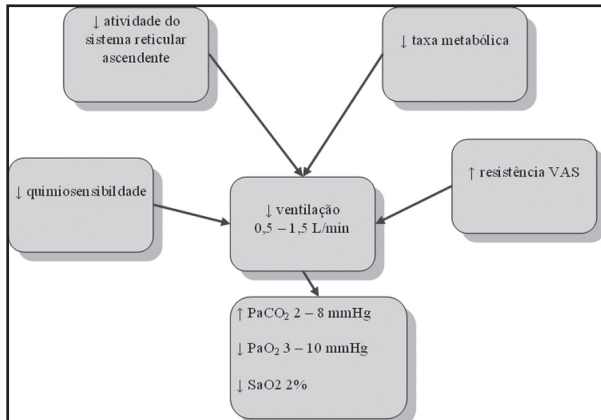 ↓ atividade do
sistema reticular
ascendente
↓ taxa metabólica
↓ quimiosensibildade
↓ ventilação
0,5 – 1,5 L/min
↑ resistência VAS
↑ PaCO₂ 2 – 8 mmHg
↓ PaO₂ 3 – 10 mmHg
↓ SaO2 2%